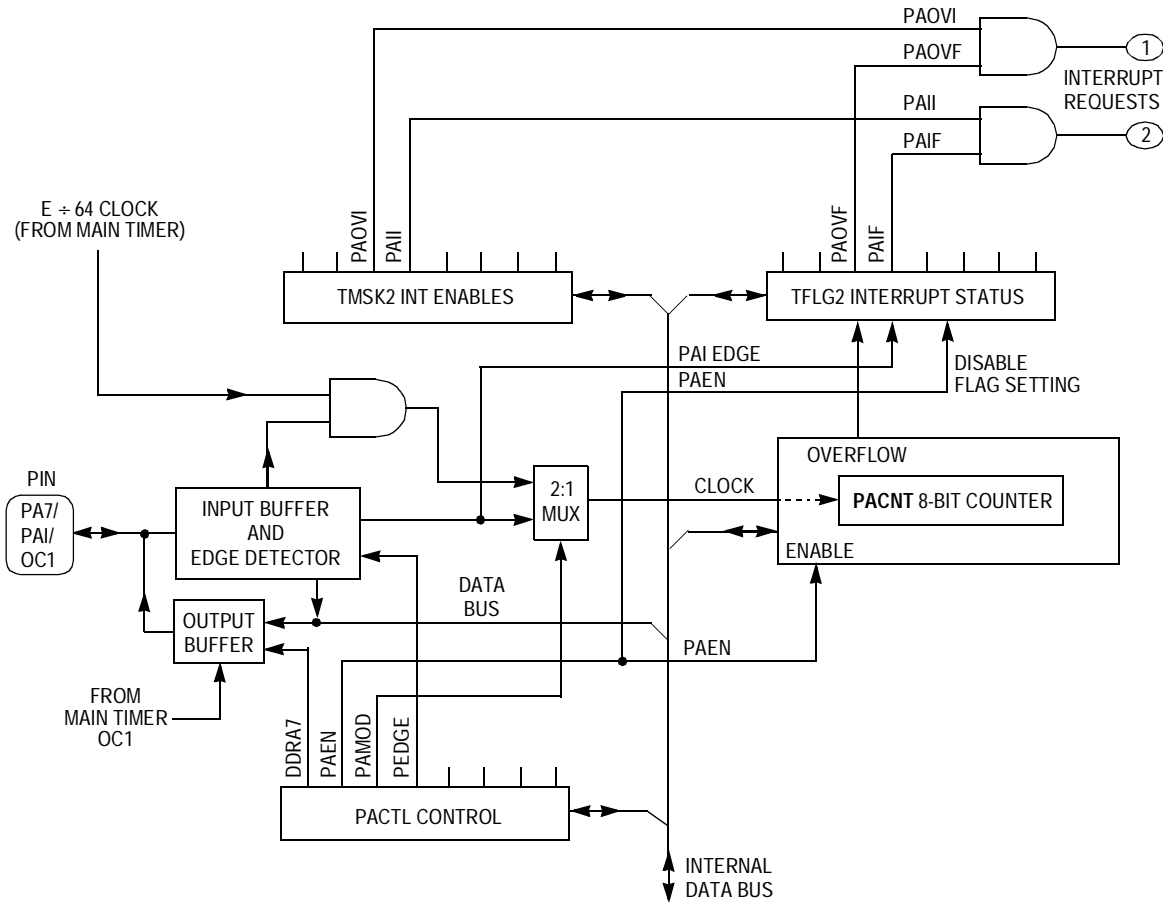 PAOVI
PAOVF
1
INTERRUPT
REQUESTS
PAII
PAIF
2
E ÷ 64 CLOCK
(FROM MAIN TIMER)
PAOVI
PAII
PAOVF
PAIF
TMSK2 INT ENABLES
TFLG2 INTERRUPT STATUS
PAI EDGE
PAEN
DISABLE
FLAG SETTING
OVERFLOW
PIN
PA7/
PAI/
OC1
INPUT BUFFER
AND
EDGE DETECTOR
2:1
MUX
CLOCK
PACNT 8-BIT COUNTER
ENABLE
DATA
BUS
OUTPUT
BUFFER
PAEN
FROM
MAIN TIMER
OC1
DDRA7
PAEN
PAMOD
PEDGE
PACTL CONTROL
INTERNAL
DATA BUS